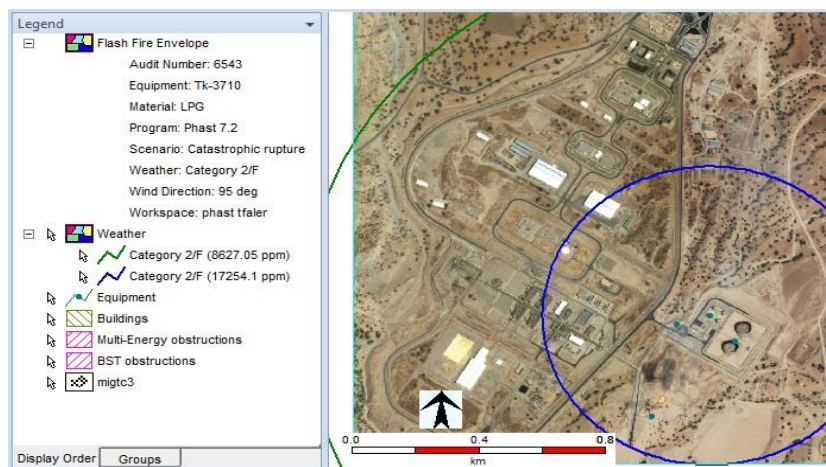 Legend
Flash Fire Envelope
Audit Number: 6543
Equipment: Tk-3710
Material: LPG
Program: Phast 7.2
Scenario: Catastrophic rupture
Weather: Category 2/F
Wind Direction: 95 deg
Workspace: phast tfaler
Weather
Category 2/F (8627.05 ppm)
Category 2/F (17254.1 ppm)
Equipment
Buildings
Multi-Energy obstructions
BST obstructions
migtc3
Display Order Groups
0.0 0.4 0.8
km